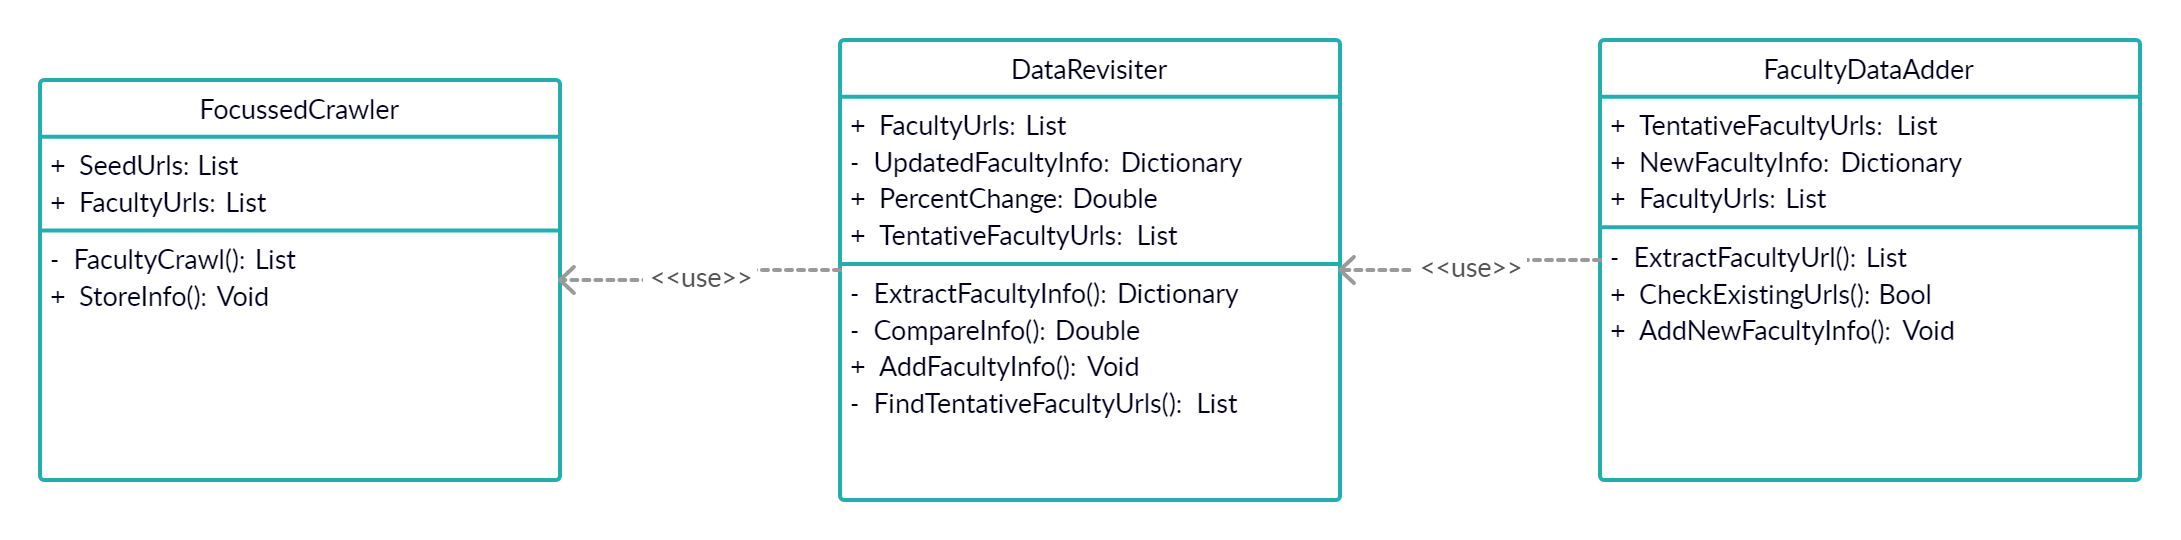 FocussedCrawler
+ SeedUrls: List
+ FacultyUrls: List
- FacultyCrawl(): List
+ StoreInfo(): Void
<<use>>
DataRevisiter
+ FacultyUrls: List
- UpdatedFacultyInfo: Dictionary
+ PercentChange: Double
+ TentativeFacultyUrls: List
- ExtractFacultyInfo(): Dictionary
- CompareInfo(): Double
+ AddFacultyInfo(): Void
- FindTentativeFacultyUrls(): List
<<use>>
FacultyDataAdder
+ TentativeFacultyUrls: List
+ NewFacultyInfo: Dictionary
+ FacultyUrls: List
- ExtractFacultyUrl(): List
+ CheckExistingUrls(): Bool
+ AddNewFacultyInfo(): Void